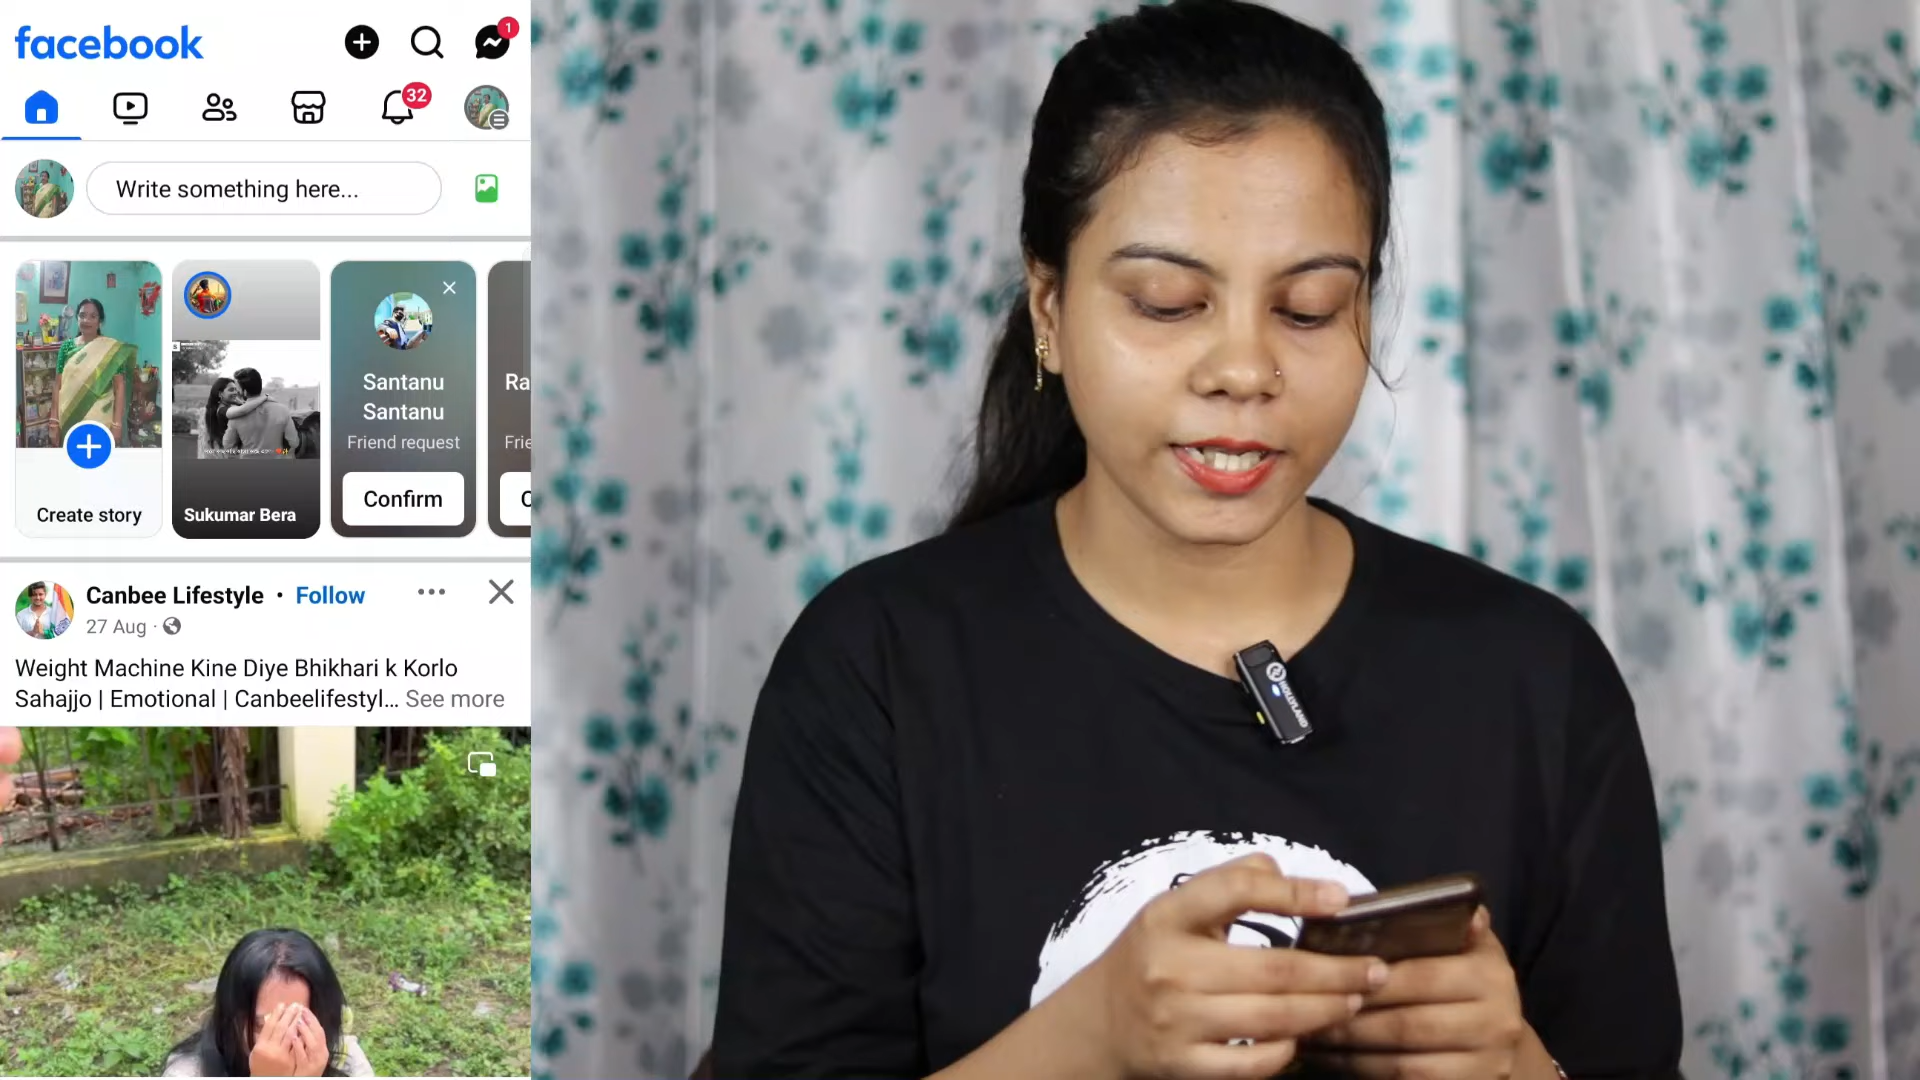 facebook
1
32
Write something here...
Create story
Sukumar Bera
Santanu
Santanu
Friend request
Confirm
Ra
Frie
C
Canbee Lifestyle • Follow
27 Aug ·
Weight Machine Kine Diye Bhikhari k Korlo
Sahajjo | Emotional | Canbeelifestyl... See more
HOLLYLAND